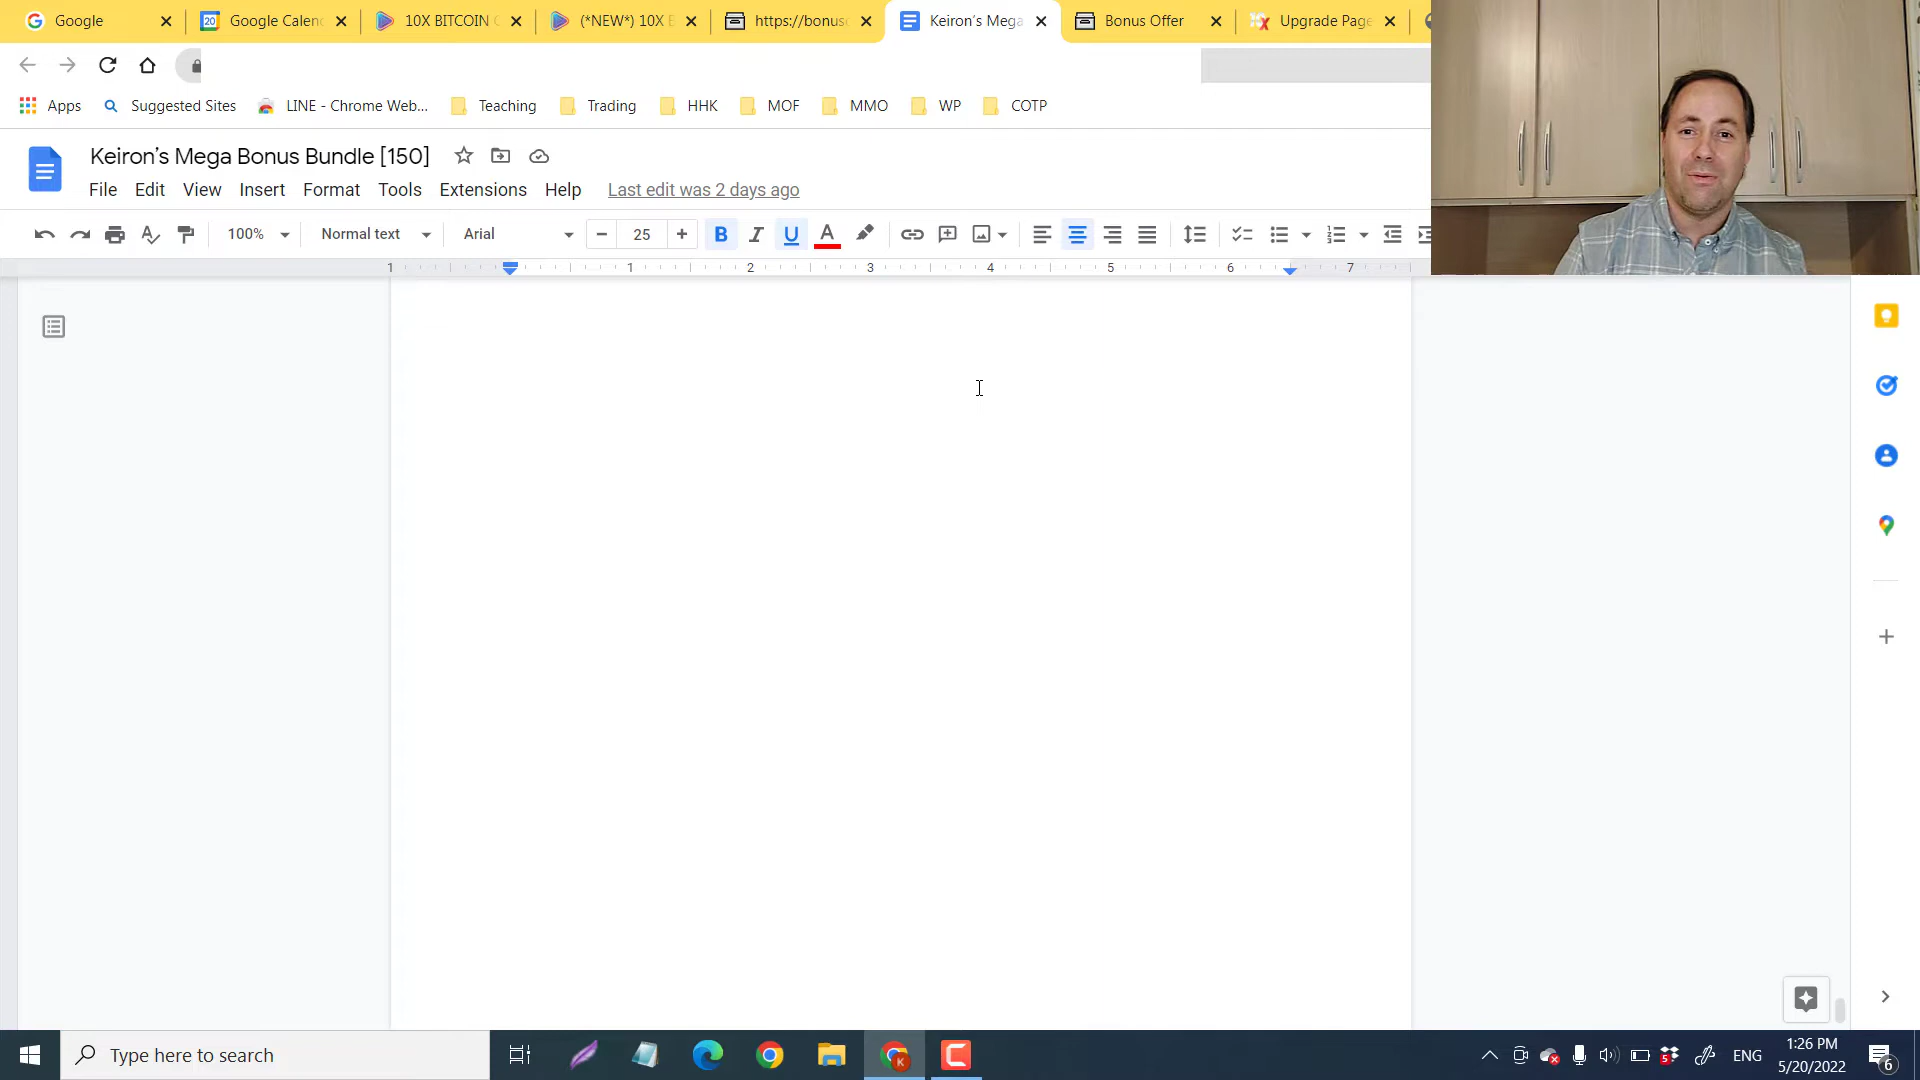 Google
Google Calen
10X BITCOIN
(*NEW*) 10X
https://bonus
Keiron's Mega
Bonus Offer
Upgrade Page
Apps
Suggested Sites
LINE - Chrome Web...
Teaching
Trading
HHK
MOF
MMO
WP
COTP
Keiron's Mega Bonus Bundle [150]
File Edit View Insert Format Tools Extensions Help Last edit was 2 days ago
100% Normal text Arial 25 B I U A
1 1 2 3 4 5 6 7
Type here to search
ENG
1:26 PM
5/20/2022
6